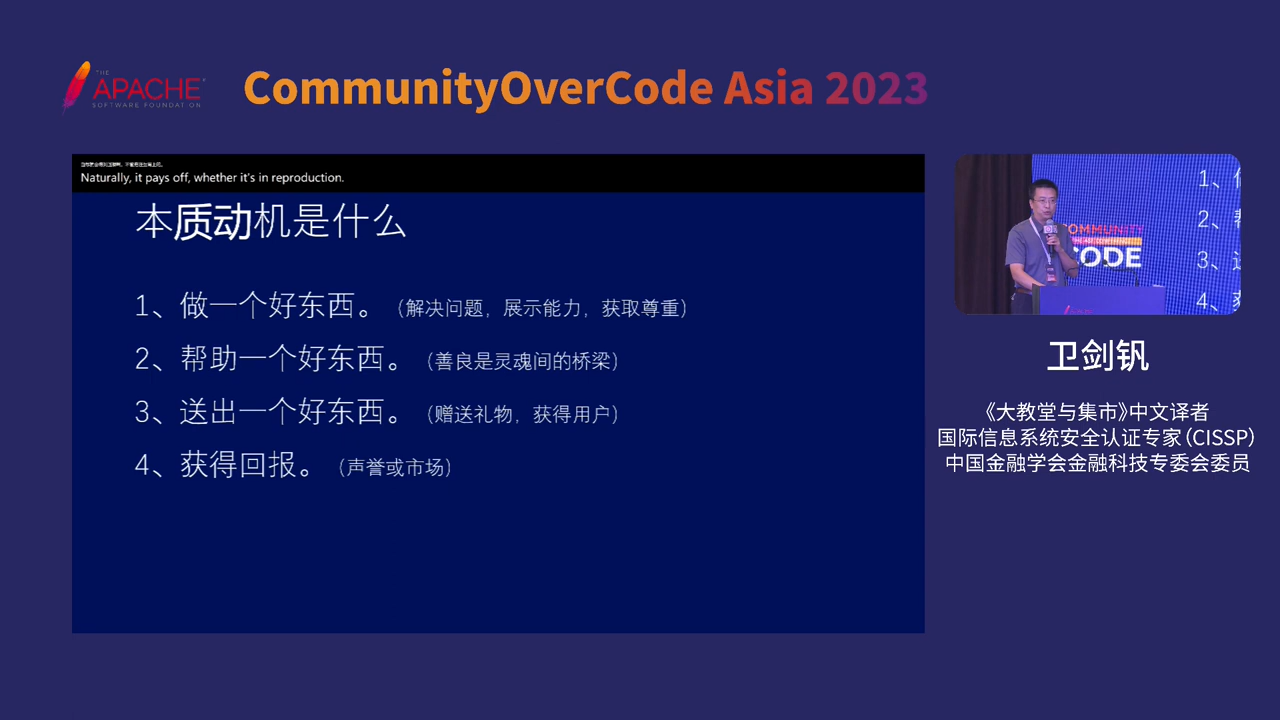 THE
APACHE
SOFTWARE FOUNDATION
CommunityOverCode Asia 2023
Naturally, it pays off, whether it's in reproduction.
本质动机是什么
1、做一个好东西。（解决问题，展示能力，获取尊重）
2、帮助一个好东西。（善良是灵魂间的桥梁）
3、送出一个好东西。（赠送礼物，获得用户）
4、获得回报。（声誉或市场）
1、
2、
3、
4、
COMMUNITY
CODE
卫剑钒
《大教堂与集市》中文译者
国际信息系统安全认证专家（CISSP）
中国金融学会金融科技专委会委员